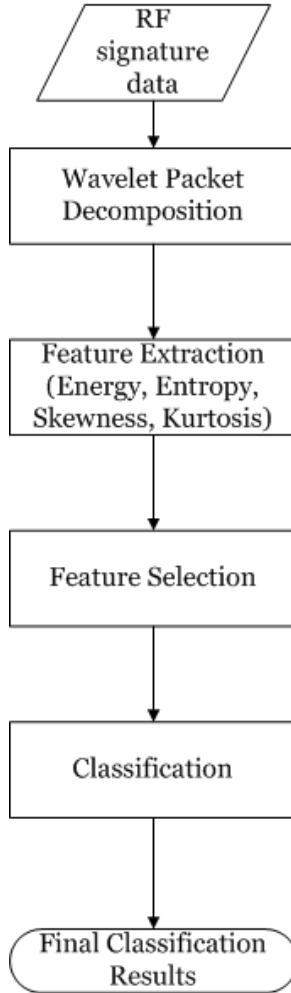 RF
signature
data
Wavelet Packet
Decomposition
Feature Extraction
(Energy, Entropy,
Skewness, Kurtosis)
Feature Selection
Classification
Final Classification
Results